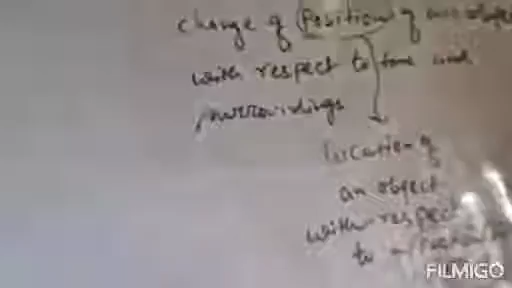 change of position of an object
with respect to time and
surroundings
location of
an object
with respect
to a
FILMIGO